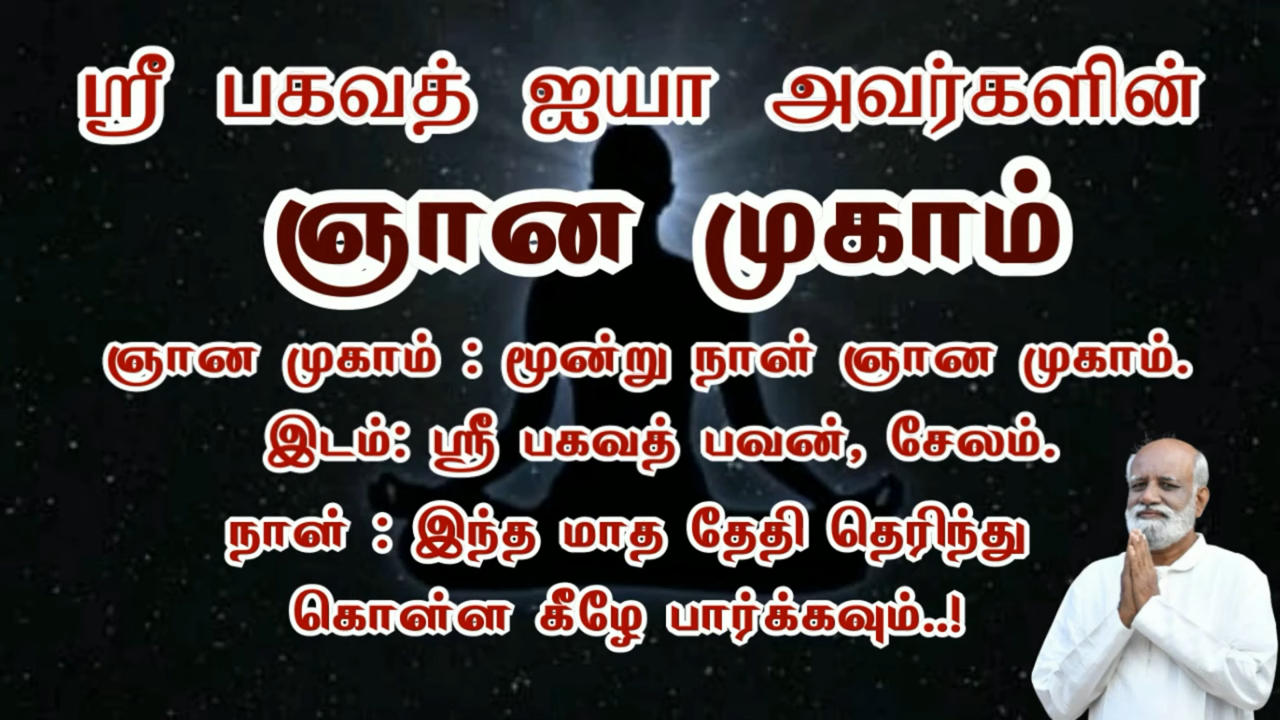 ஸ்ரீ பகவத் ஐயா அவர்களின்
ஞான முகாம்
ஞான முகாம் : மூன்று நாள் ஞான முகாம்.
இடம்: ஸ்ரீ பகவத் பவன், சேலம்.
நாள் : இந்த மாத தேதி தெரிந்து
கொள்ள கீழே பார்க்கவும்..!